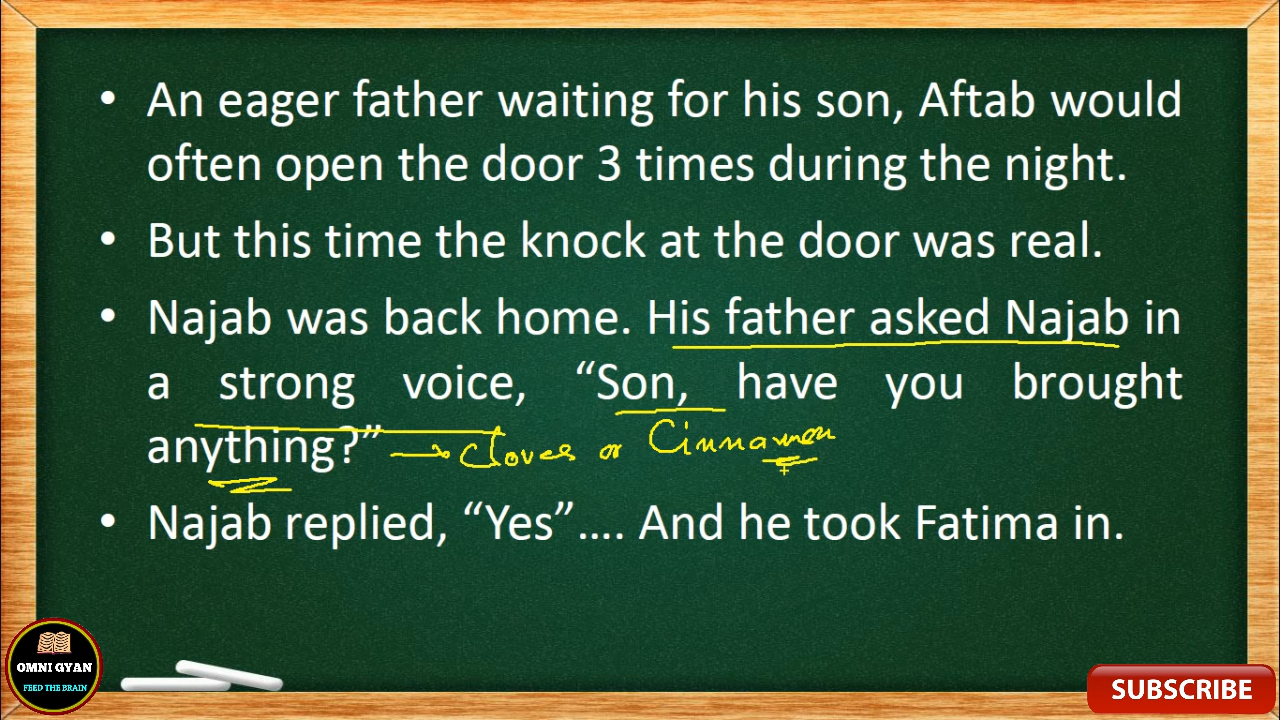 • An eager father waiting for his son, Aftab would
often open the door 3 times during the night.
• But this time the knock at the door was real.
• Najab was back home. His father asked Najab in
a strong voice, “Son, have you brought
anything?” → Cloves or Cinnamon
• Najab replied, “Yes”…. And he took Fatima in.
OMNI GYAN
FEED THE BRAIN
SUBSCRIBE